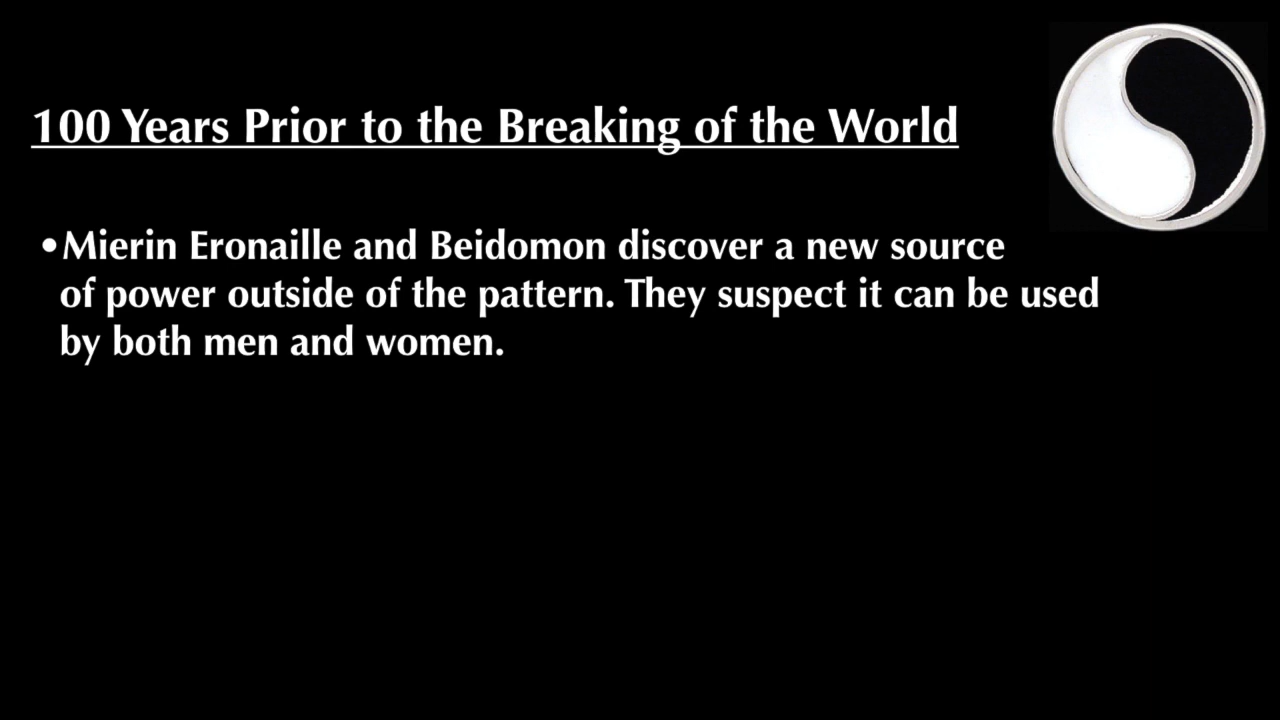 100 Years Prior to the Breaking of the World
•Mierin Eronaille and Beidomon discover a new source
of power outside of the pattern. They suspect it can be used
by both men and women.